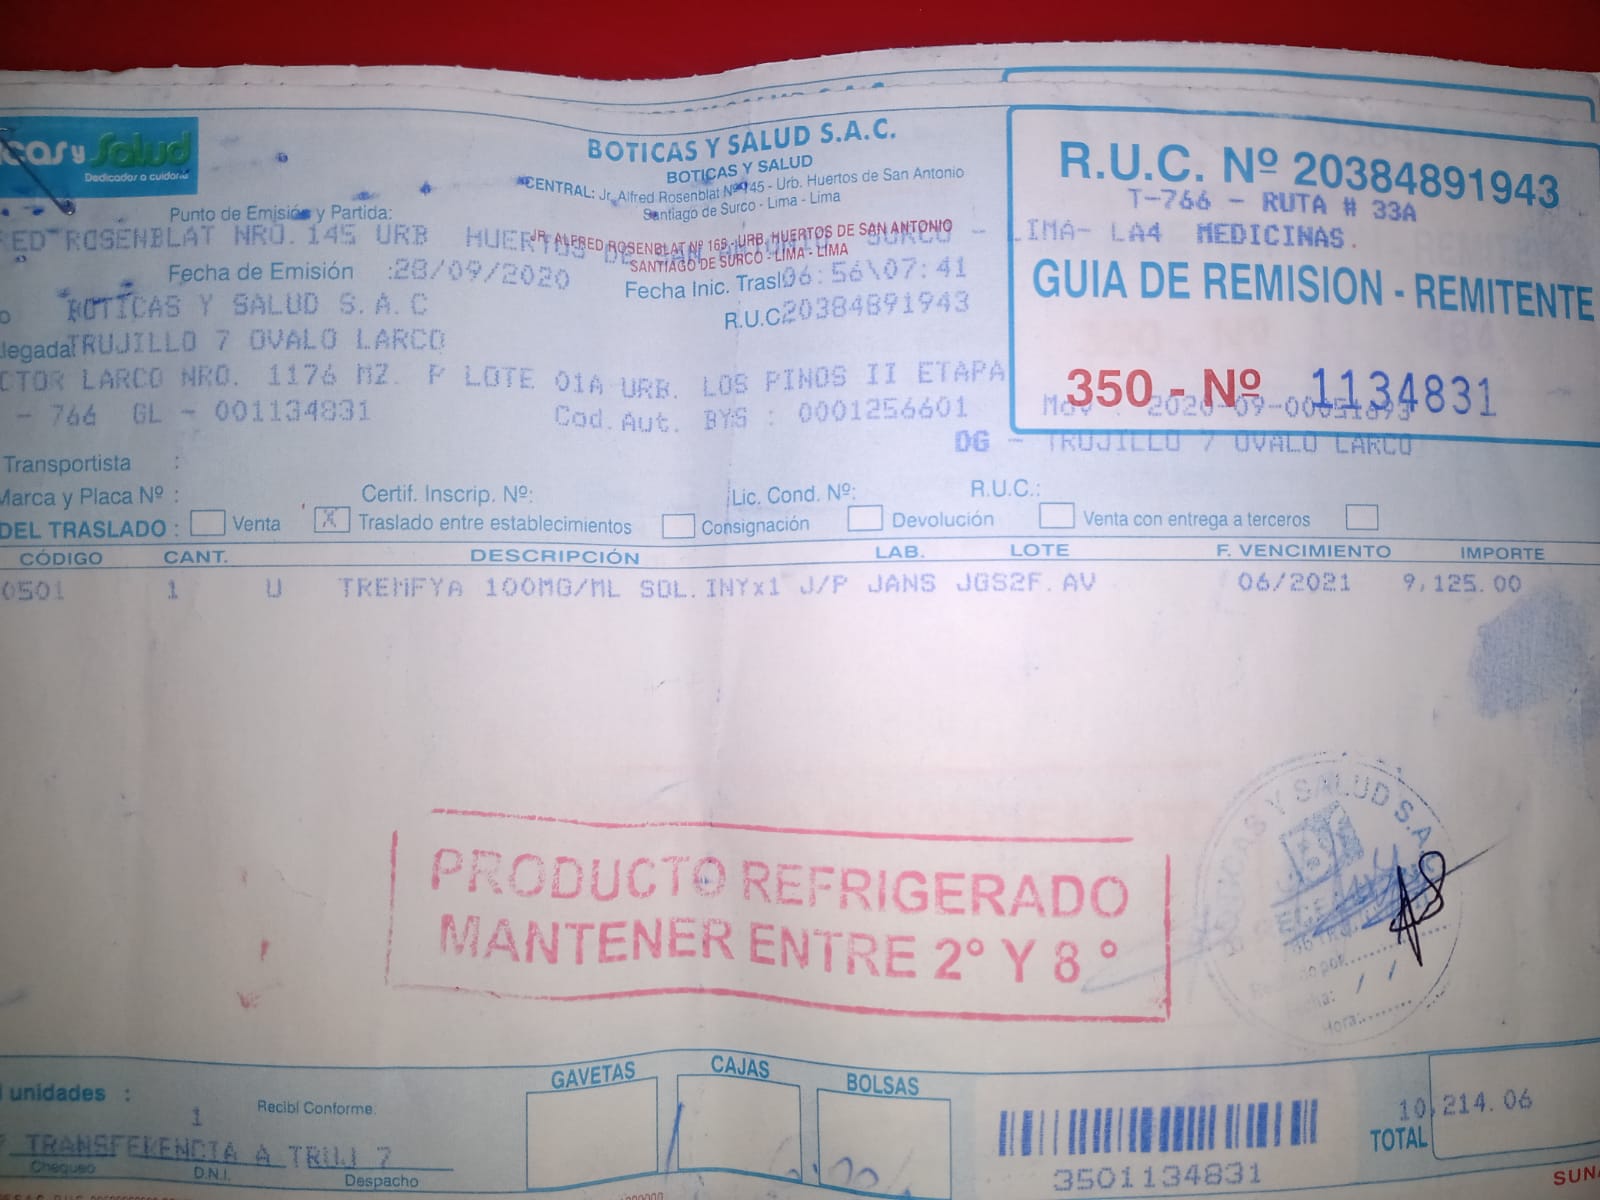 icas y Salud
Dedicados a cuidarte
BOTICAS Y SALUD S.A.C.
BOTICAS Y SALUD
CENTRAL: Jr. Alfred Rosenblat Nº 145 - Urb. Huertos de San Antonio
Santiago de Surco - Lima - Lima
JR. ALFRED ROSENBLAT Nº 165 - URB. HUERTOS DE SAN ANTONIO
SANTIAGO DE SURCO - LIMA - LIMA
R.U.C. Nº 20384891943
T-766 - RUTA # 33A
LIMA- LA4 MEDICINAS.
GUIA DE REMISION - REMITENTE
350 - Nº 1134831
Punto de Emisión y Partida:
RED ROSENBLAT NRO. 145 URB HUERTOS DE SAN ANTONIO SURCO -
Fecha de Emisión :28/09/2020
Fecha Inic. Trasl 06:56\07:41
BOTICAS Y SALUD S.A.C
R.U.C 20384891943
legada TRUJILLO 7 OVALO LARCO
CTOR LARCO NRO. 1176 MZ. P LOTE 01A URB. LOS PINOS II ETAPA
- 766 GL - 001134831 Cod.Aut. BYS : 0001256601 Mov 2020-09-00051693
DG - TRUJILLO 7 OVALO LARCO
Transportista :
Marca y Placa Nº : Certif. Inscrip. Nº: Lic. Cond. Nº: R.U.C.:
DEL TRASLADO : Venta X Traslado entre establecimientos Consignación Devolución Venta con entrega a terceros
CÓDIGO CANT. DESCRIPCIÓN LAB. LOTE F. VENCIMIENTO IMPORTE
0501 1 U TREMFYA 100MG/ML SOL.INYx1 J/P JANS JGS2F.AV 06/2021 9,125.00
PRODUCTO REFRIGERADO
MANTENER ENTRE 2° Y 8°
BOTICAS Y SALUD S.A.
Hora:
unidades : 1
Recibí Conforme.
TRANSFERENCIA A TRUJ 7
Chequeo D.N.I. Despacho
GAVETAS CAJAS BOLSAS
3501134831
10,214.06
TOTAL
SUN